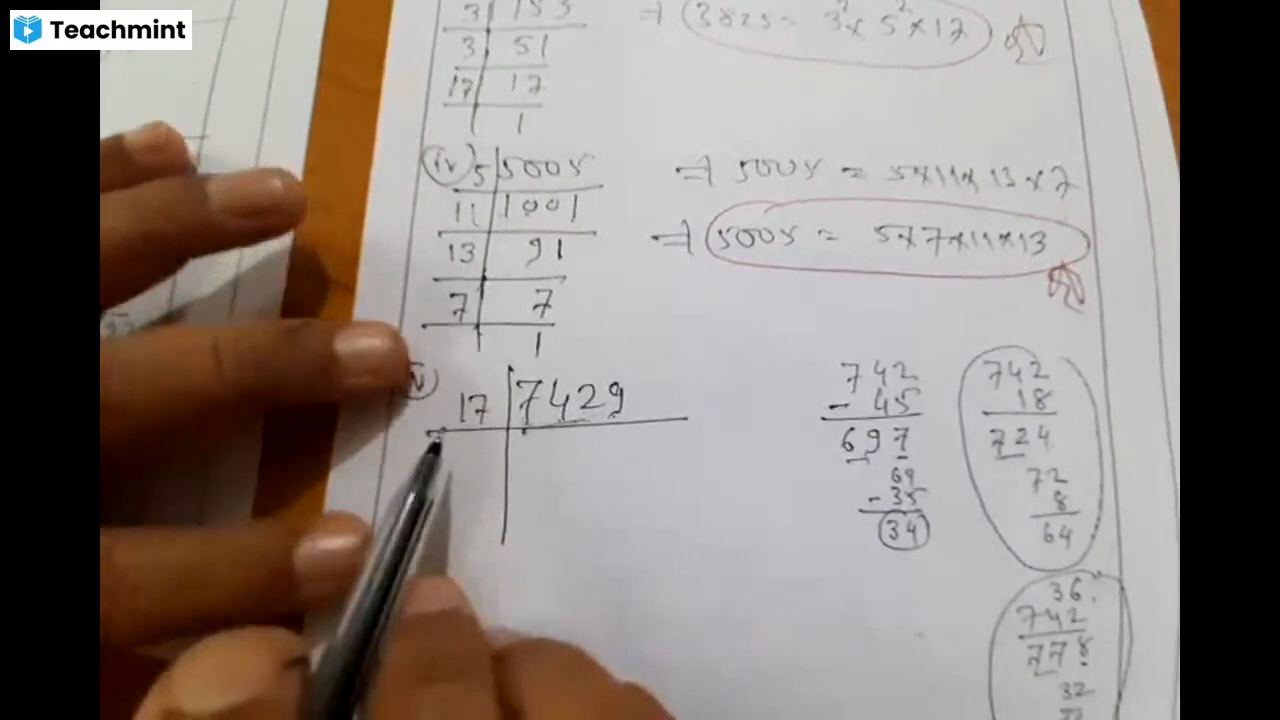 Teachmint
3 | 153
⇒ 3825 = 3² × 5² × 17
3 | 51
17 | 17
1
(iv) 5 | 5005
⇒ 5005 = 5×11×13×7
11 | 1001
⇒ 5005 = 5×7×11×13
13 | 91
7 | 7
1
(v) 17 | 7429
742
- 45
697
69
- 35
34
742
18
724
72
8
64
36
742
778
32